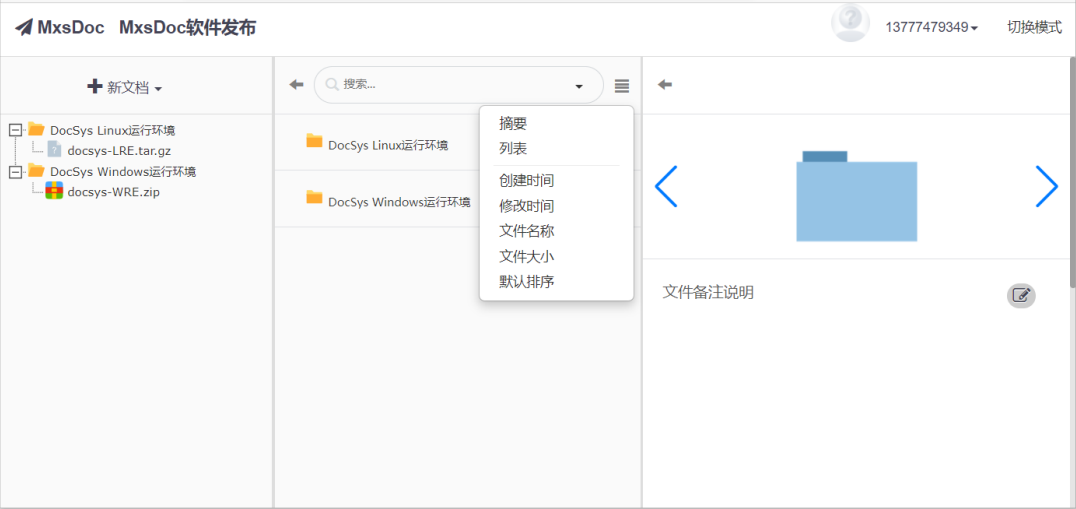 MxsDoc MxsDoc软件发布
13777479349
切换模式
新文档
DocSys Linux运行环境
docsys-LRE.tar.gz
DocSys Windows运行环境
docsys-WRE.zip
搜索...
DocSys Linux运行环境
DocSys Windows运行环境
摘要
列表
创建时间
修改时间
文件名称
文件大小
默认排序
文件备注说明